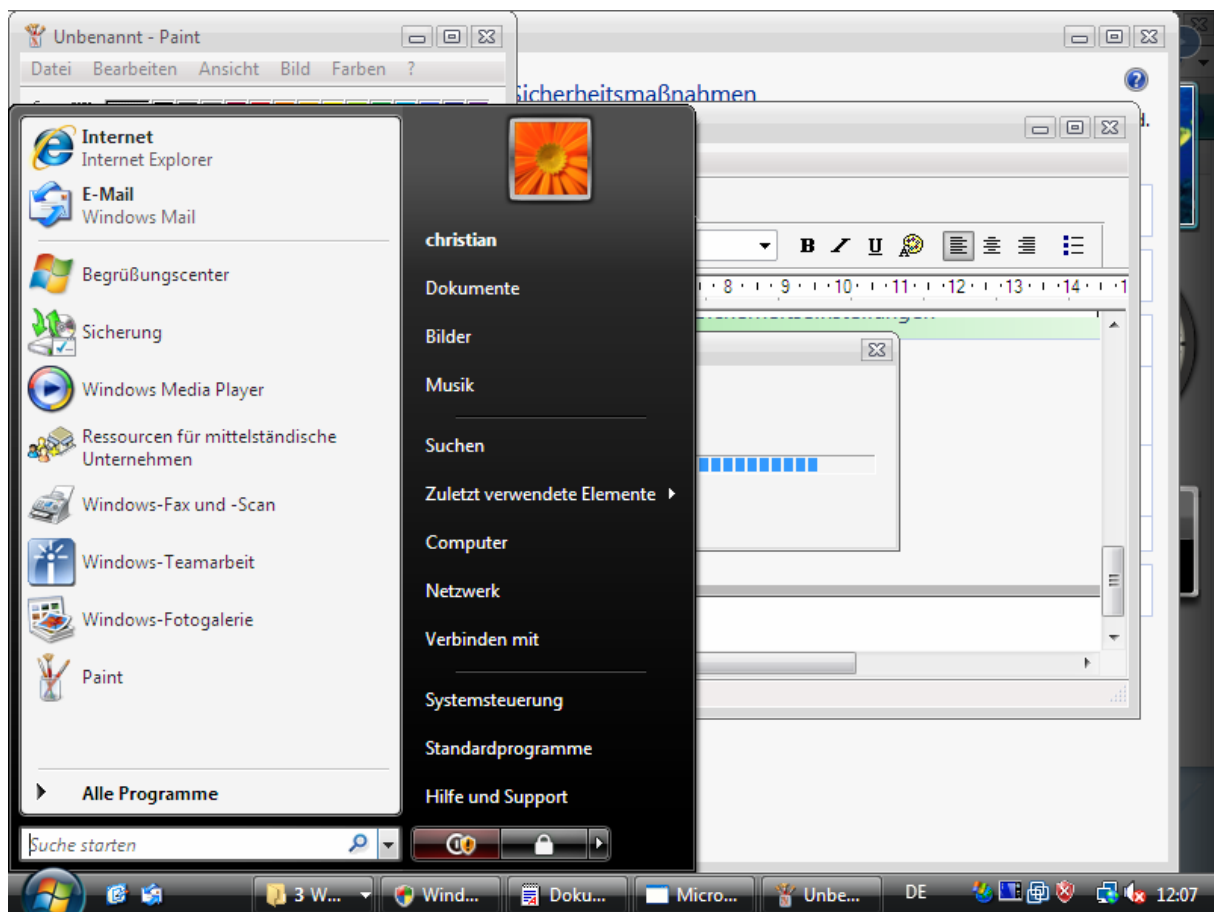 Unbenannt - Paint
Datei Bearbeiten Ansicht Bild Farben ?
Sicherheitsmaßnahmen
Internet
Internet Explorer
E-Mail
Windows Mail
Begrüßungscenter
Sicherung
Windows Media Player
Ressourcen für mittelständische
Unternehmen
Windows-Fax und -Scan
Windows-Teamarbeit
Windows-Fotogalerie
Paint
Alle Programme
Suche starten
christian
Dokumente
Bilder
Musik
Suchen
Zuletzt verwendete Elemente
Computer
Netzwerk
Verbinden mit
Systemsteuerung
Standardprogramme
Hilfe und Support
B I U
8 9 10 11 12 13 14 1
3 W... Wind... Doku... Micro... Unbe... DE 12:07